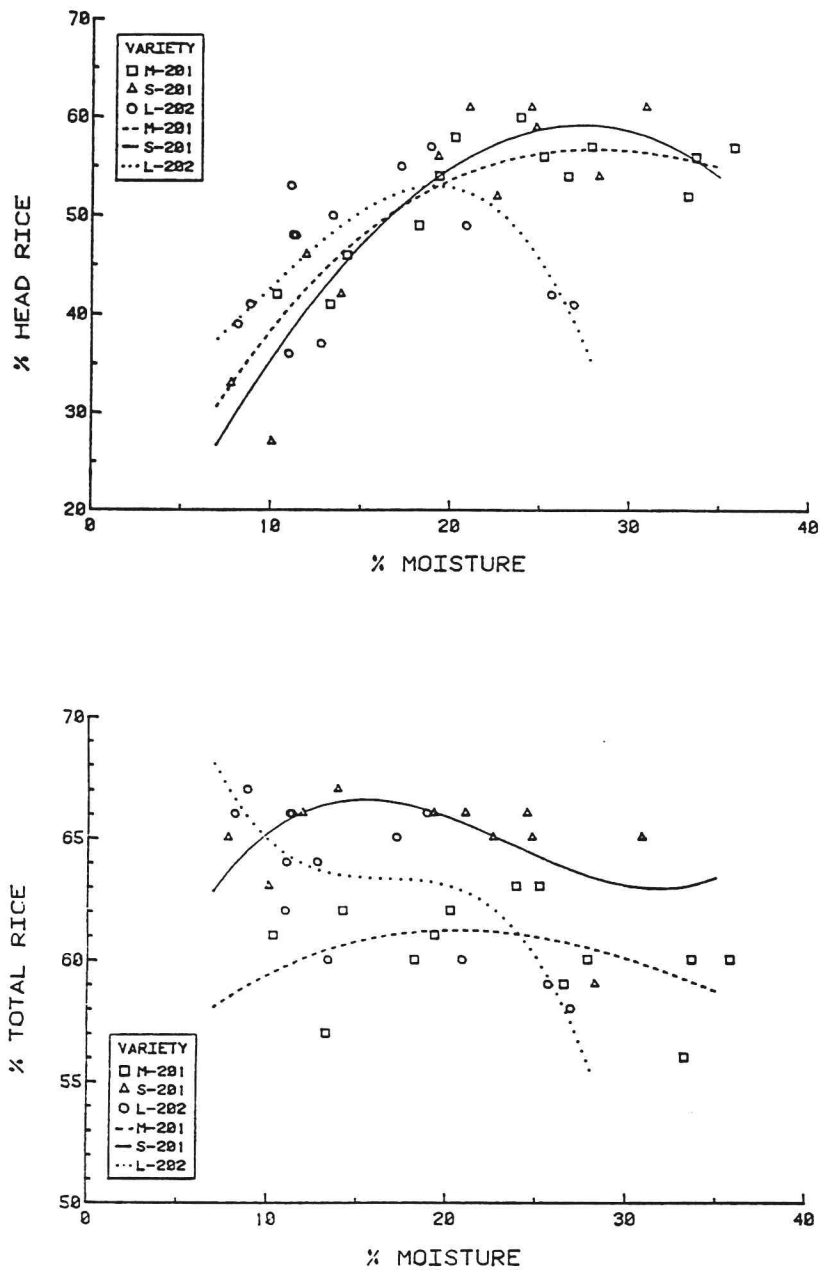 70
60
50
40
30
20
% HEAD RICE
VARIETY
M-201
S-201
L-202
M-201
S-201
L-202
0 10 20 30 40
% MOISTURE
70
65
60
55
50
% TOTAL RICE
VARIETY
M-201
S-201
L-202
M-201
S-201
L-202
0 10 20 30 40
% MOISTURE